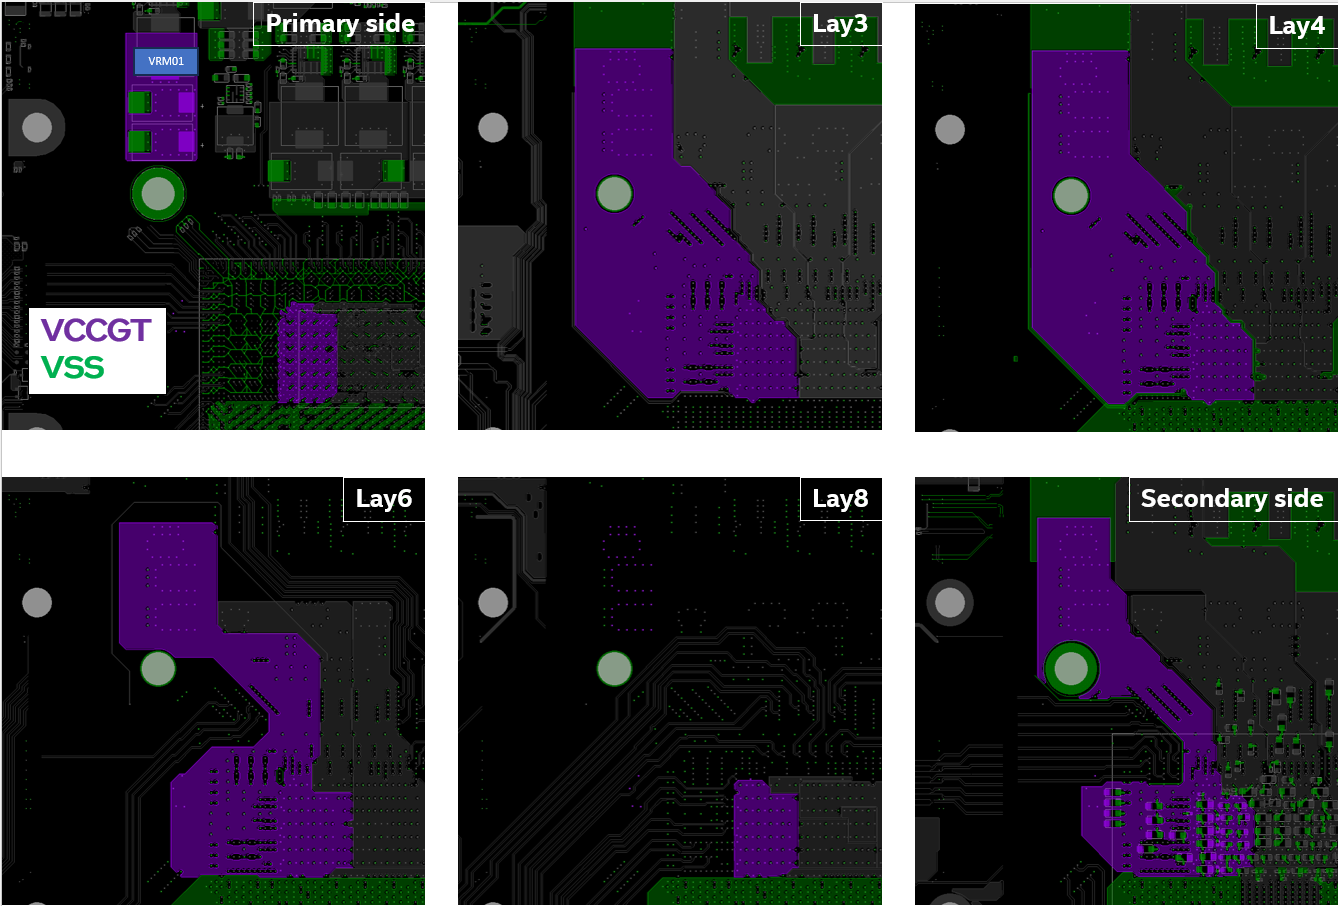 Primary side
Lay3
Lay4
VRM01
VCCGT
VSS
Lay6
Lay8
Secondary side